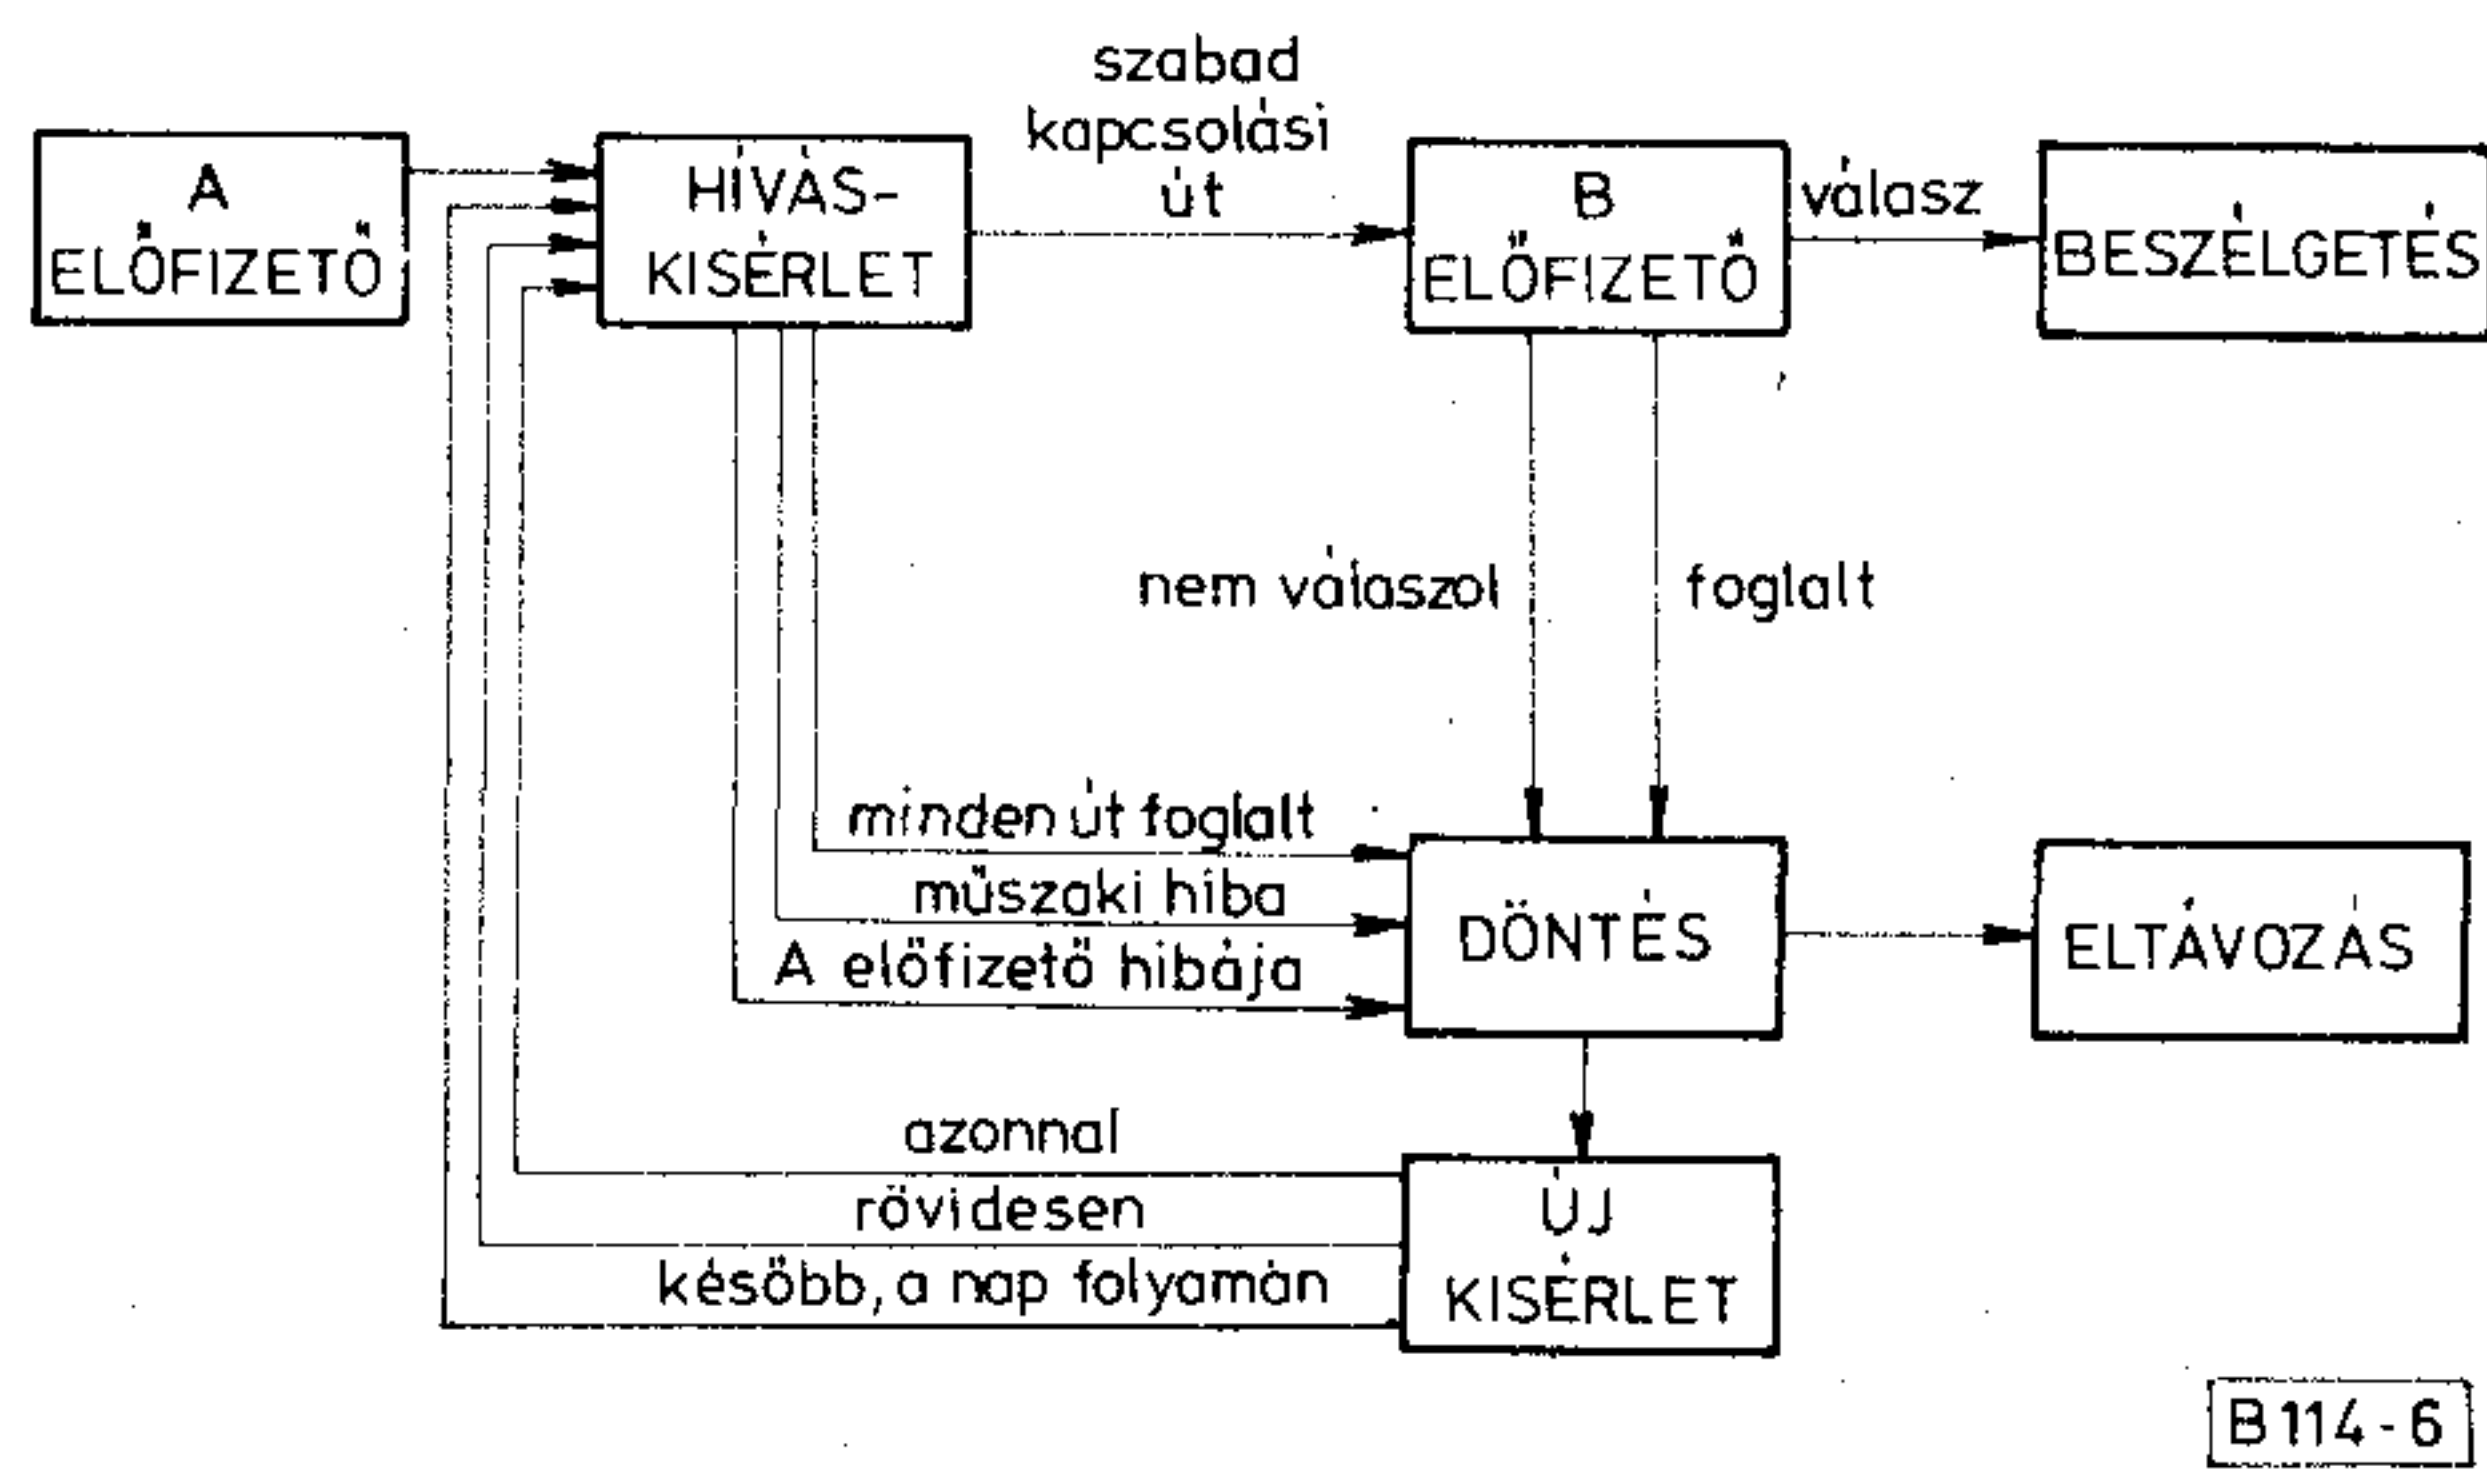 A
ELŐFIZETŐ
HÍVÁS-
KISÉRLET
szabad
kapcsolási
út
B
ELŐFIZETŐ
válasz
BESZÉLGETÉS
nem válaszol
foglalt
minden út foglalt
műszaki hiba
A előfizető hibája
DÖNTÉS
ELTÁVOZÁS
azonnal
rövidesen
később, a nap folyamán
ÚJ
KISÉRLET
B114-6